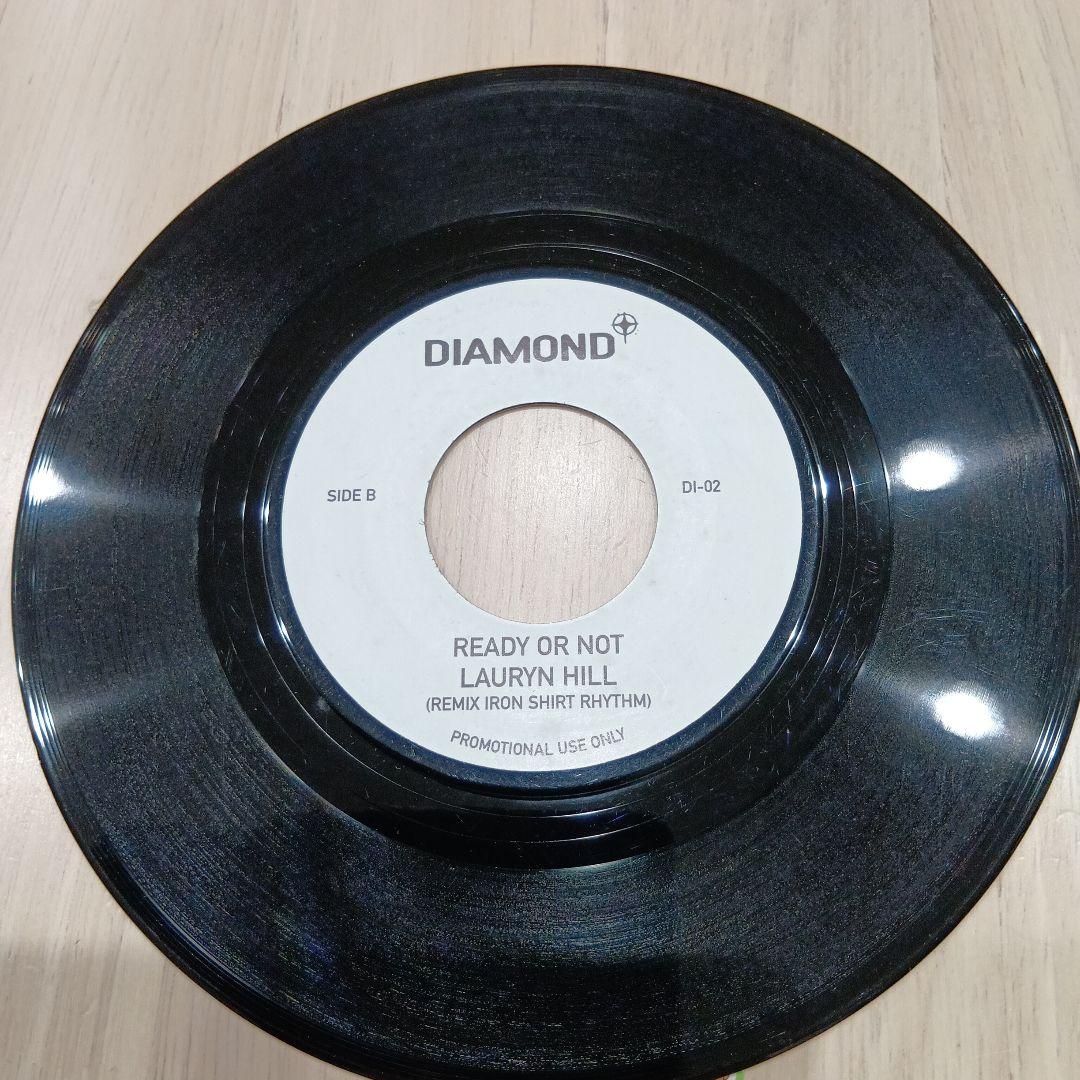 DIAMOND
SIDE B
DI-02
READY OR NOT
LAURYN HILL
(REMIX IRON SHIRT RHYTHM)
PROMOTIONAL USE ONLY